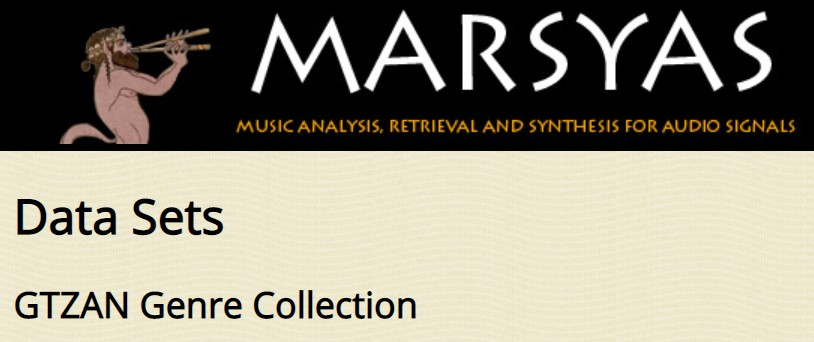 MARSYAS
MUSIC ANALYSIS, RETRIEVAL AND SYNTHESIS FOR AUDIO SIGNALS
Data Sets
GTZAN Genre Collection